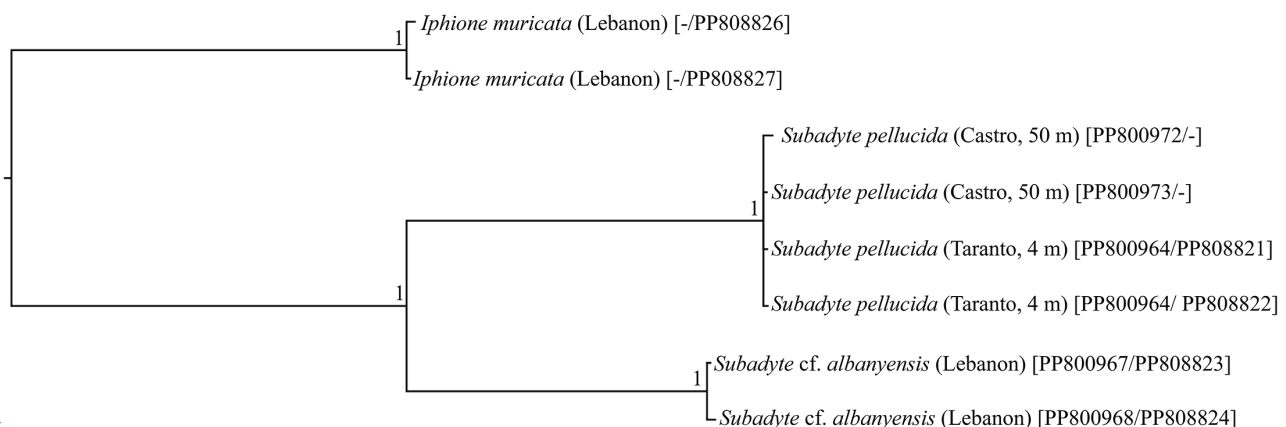 Iphione muricata (Lebanon) [-/PP808826]
1
Iphione muricata (Lebanon) [-/PP808827]
Subadyte pellucida (Castro, 50 m) [PP800972/-]
Subadyte pellucida (Castro, 50 m) [PP800973/-]
1
Subadyte pellucida (Taranto, 4 m) [PP800964/PP808821]
1
Subadyte pellucida (Taranto, 4 m) [PP800964/ PP808822]
Subadyte cf. albanyensis (Lebanon) [PP800967/PP808823]
1
Subadyte cf. albanyensis (Lebanon) [PP800968/PP808824]